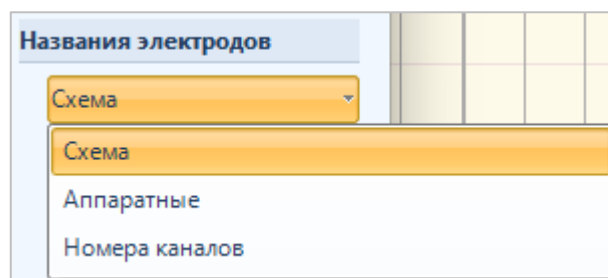 Названия электродов
Схема
Схема
Аппаратные
Номера каналов